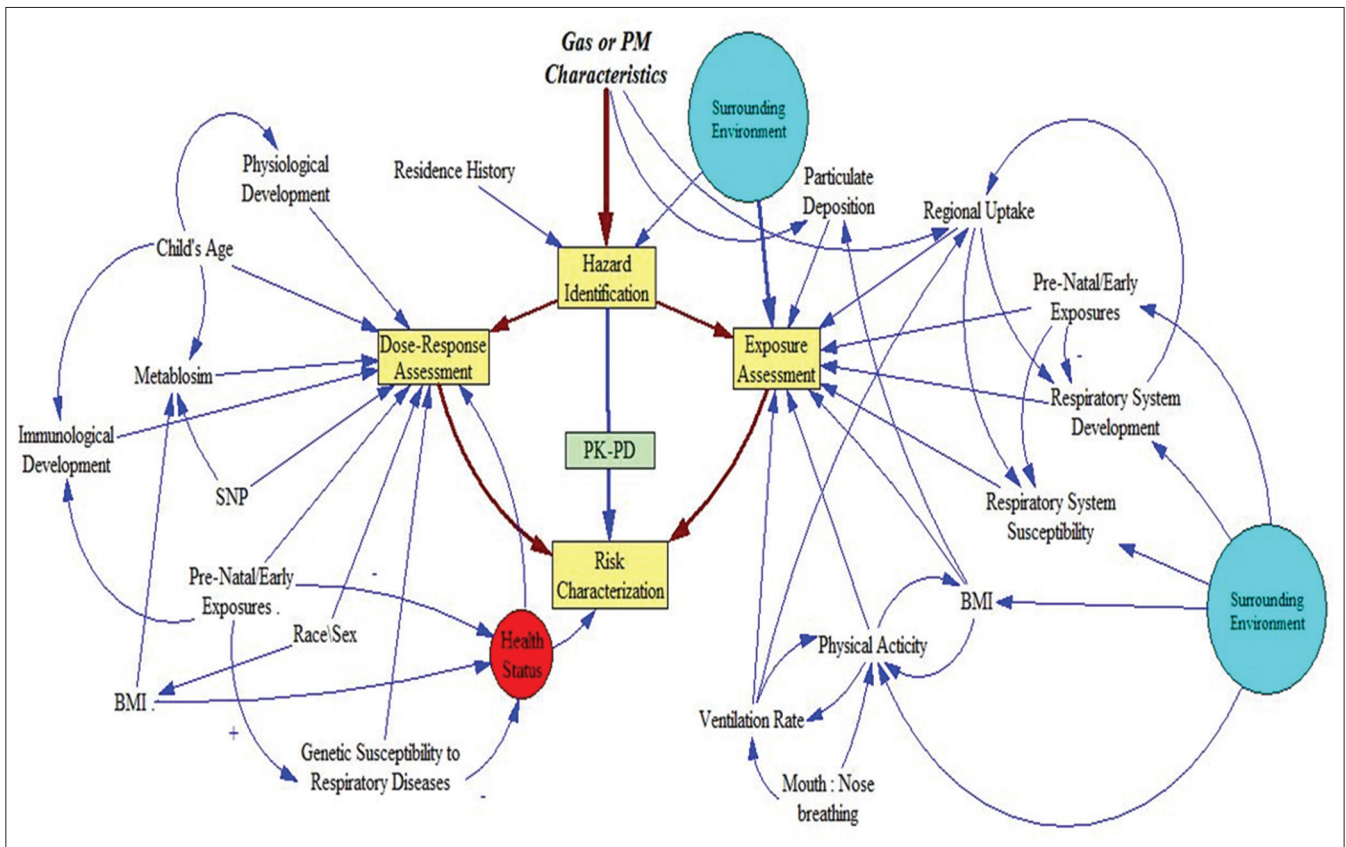 Gas or PM
Characteristics
Surrounding
Environment
Physiological
Development
Residence History
Particulate
Deposition
Regional Uptake
Child's Age
Hazard
Identification
Pre-Natal/Early
Exposures
-
Dose-Response
Assessment
Exposure
Assessment
Metablosim
Respiratory System
Development
Immunological
Development
PK-PD
SNP
Respiratory System
Susceptibility
Risk
Characterization
Pre-Natal/Early
Exposures .
-
BMI
Surrounding
Environment
Race\Sex
Health
Status
Physical Acticity
BMI .
Ventilation Rate
+
Genetic Susceptibility to
Respiratory Diseases
-
Mouth : Nose
breathing